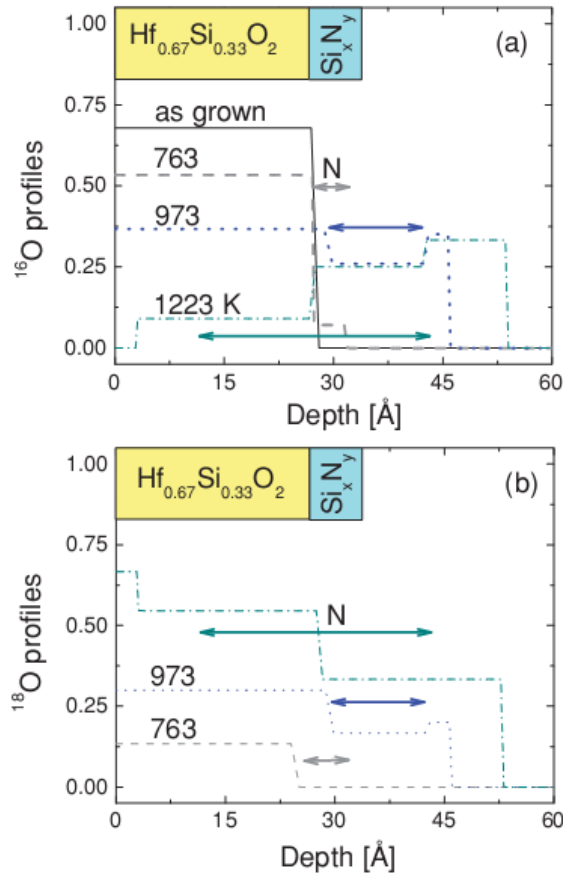 1.00
Hf0.67Si0.33O2
SixNy
(a)
0.75
as grown
763
N
0.50
973
0.25
1223 K
0.00
16O profiles
0 15 30 45 60
Depth [Å]
1.00
Hf0.67Si0.33O2
SixNy
(b)
0.75
0.50
N
973
0.25
763
0.00
18O profiles
0 15 30 45 60
Depth [Å]